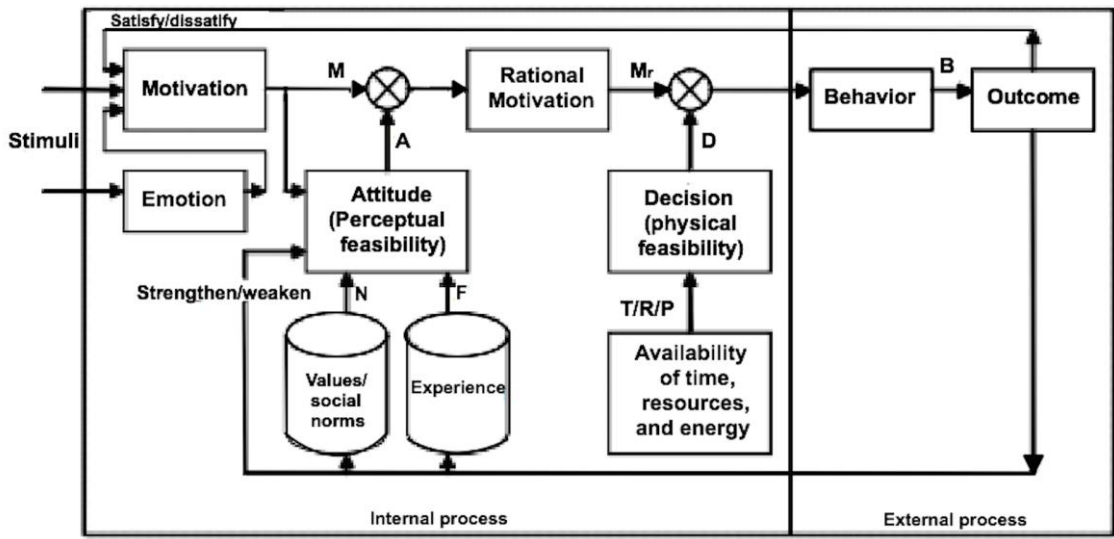 Satisfy/dissatify
Stimuli
Motivation
M
Rational
Motivation
Mr
Behavior
B
Outcome
A
D
Emotion
Attitude
(Perceptual
feasibility)
Decision
(physical
feasibility)
Strengthen/weaken
N
F
T/R/P
Values/
social
norms
Experience
Availability
of time,
resources,
and energy
Internal process
External process